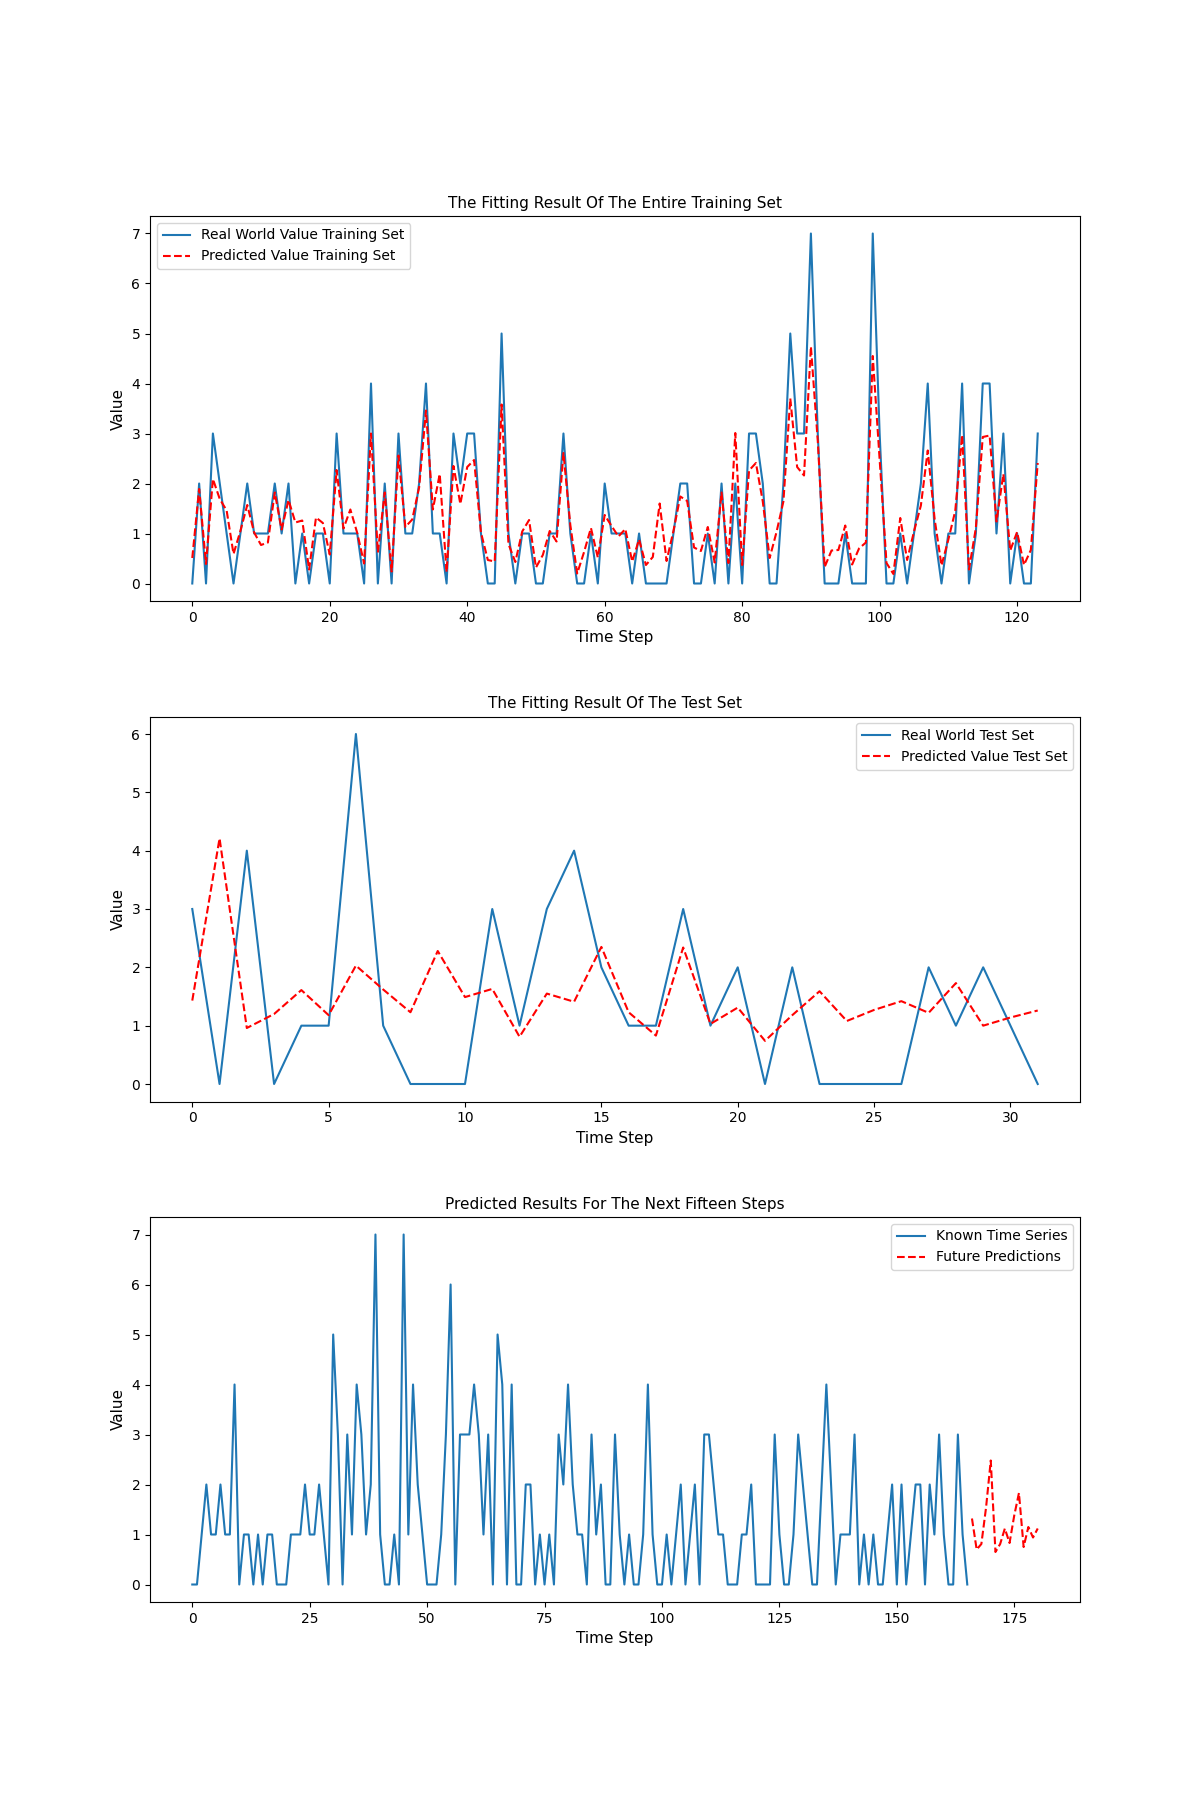 The Fitting Result Of The Entire Training Set
Real World Value Training Set
Predicted Value Training Set
Value
7
6
5
4
3
2
1
0
0 20 40 60 80 100 120
Time Step
The Fitting Result Of The Test Set
Real World Test Set
Predicted Value Test Set
Value
6
5
4
3
2
1
0
0 5 10 15 20 25 30
Time Step
Predicted Results For The Next Fifteen Steps
Known Time Series
Future Predictions
Value
7
6
5
4
3
2
1
0
0 25 50 75 100 125 150 175
Time Step